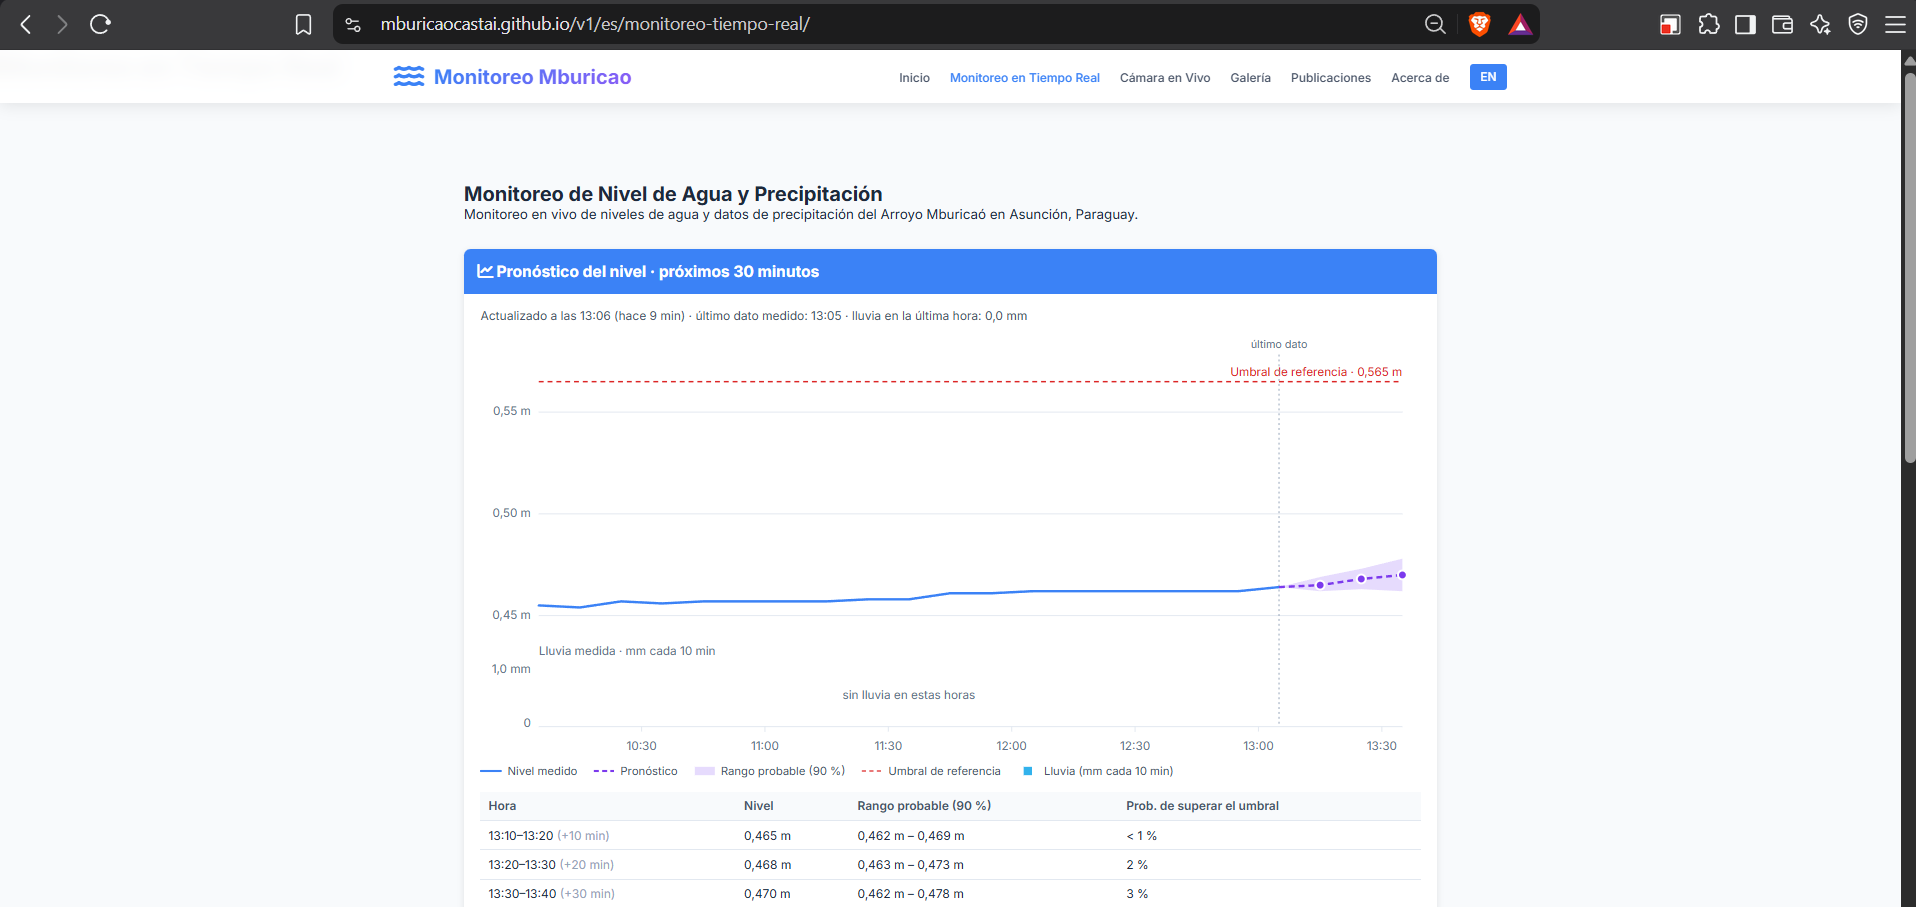 mburicaocastai.github.io/v1/es/monitoreo-tiempo-real/
Monitoreo Mburicao
Inicio Monitoreo en Tiempo Real Cámara en Vivo Galería Publicaciones Acerca de EN
Monitoreo de Nivel de Agua y Precipitación
Monitoreo en vivo de niveles de agua y datos de precipitación del Arroyo Mburicaó en Asunción, Paraguay.
Pronóstico del nivel · próximos 30 minutos
Actualizado a las 13:06 (hace 9 min) · último dato medido: 13:05 · lluvia en la última hora: 0,0 mm
último dato
Umbral de referencia · 0,565 m
0,55 m
0,50 m
0,45 m
Lluvia medida · mm cada 10 min
1,0 mm
sin lluvia en estas horas
0
10:30 11:00 11:30 12:00 12:30 13:00 13:30
Nivel medido Pronóstico Rango probable (90 %) Umbral de referencia Lluvia (mm cada 10 min)
Hora Nivel Rango probable (90 %) Prob. de superar el umbral
13:10–13:20 (+10 min) 0,465 m 0,462 m – 0,469 m < 1 %
13:20–13:30 (+20 min) 0,468 m 0,463 m – 0,473 m 2 %
13:30–13:40 (+30 min) 0,470 m 0,462 m – 0,478 m 3 %